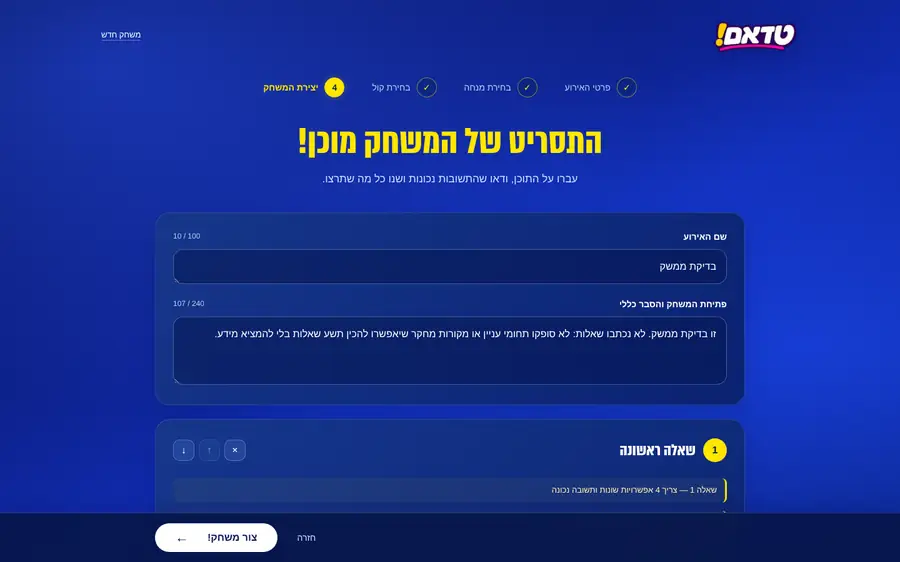 טדאם!
משחק חדש
✓ פרטי האירוע
✓ בחירת מנחה
✓ בחירת קול
4 יצירת המשחק
התסריט של המשחק מוכן!
עברו על התוכן, ודאו שהתשובות נכונות ושנו כל מה שתרצו.
שם האירוע
10 / 100
בדיקת ממשק
פתיחת המשחק והסבר כללי
107 / 240
זו בדיקת ממשק. לא נכתבו שאלות: לא סופקו תחומי עניין או מקורות מחקר שיאפשרו להכין תשע שאלות בלי להמציא מידע.
1 שאלה ראשונה
× ↑ ↓
שאלה 1 — צריך 4 אפשרויות שונות ותשובה נכונה
חזרה
צור משחק! ←